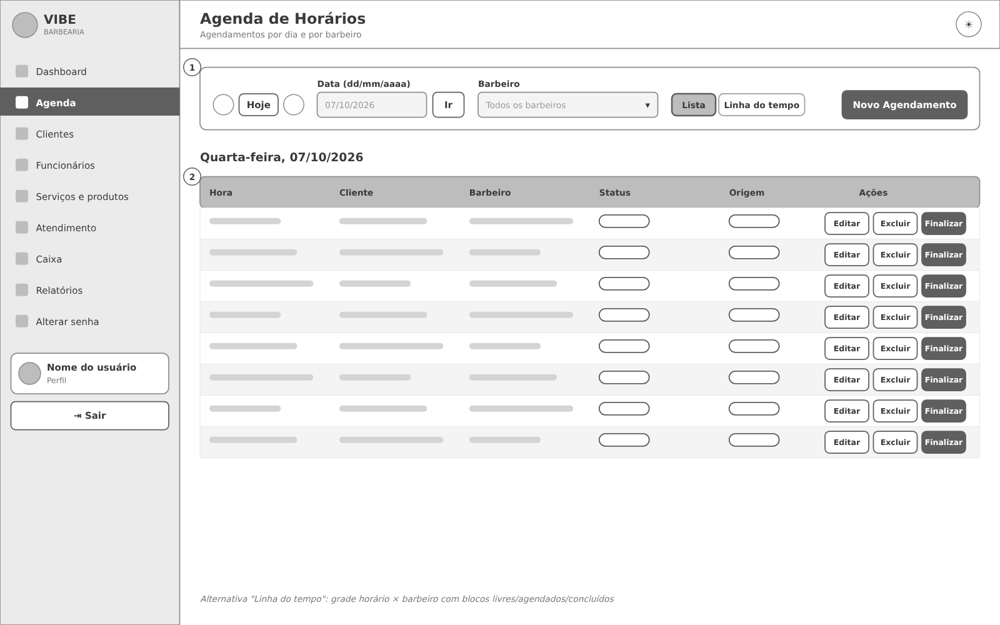 VIBE
BARBEARIA
Dashboard
Agenda
Clientes
Funcionários
Serviços e produtos
Atendimento
Caixa
Relatórios
Alterar senha
Nome do usuário
Perfil
⇥ Sair
Agenda de Horários
Agendamentos por dia e por barbeiro
☀
1
Data (dd/mm/aaaa)
Barbeiro
Hoje
07/10/2026
Ir
Todos os barbeiros ▼
Lista
Linha do tempo
Novo Agendamento
Quarta-feira, 07/10/2026
2
Hora Cliente Barbeiro Status Origem Ações
Editar Excluir Finalizar
Editar Excluir Finalizar
Editar Excluir Finalizar
Editar Excluir Finalizar
Editar Excluir Finalizar
Editar Excluir Finalizar
Editar Excluir Finalizar
Editar Excluir Finalizar
Alternativa "Linha do tempo": grade horário × barbeiro com blocos livres/agendados/concluídos